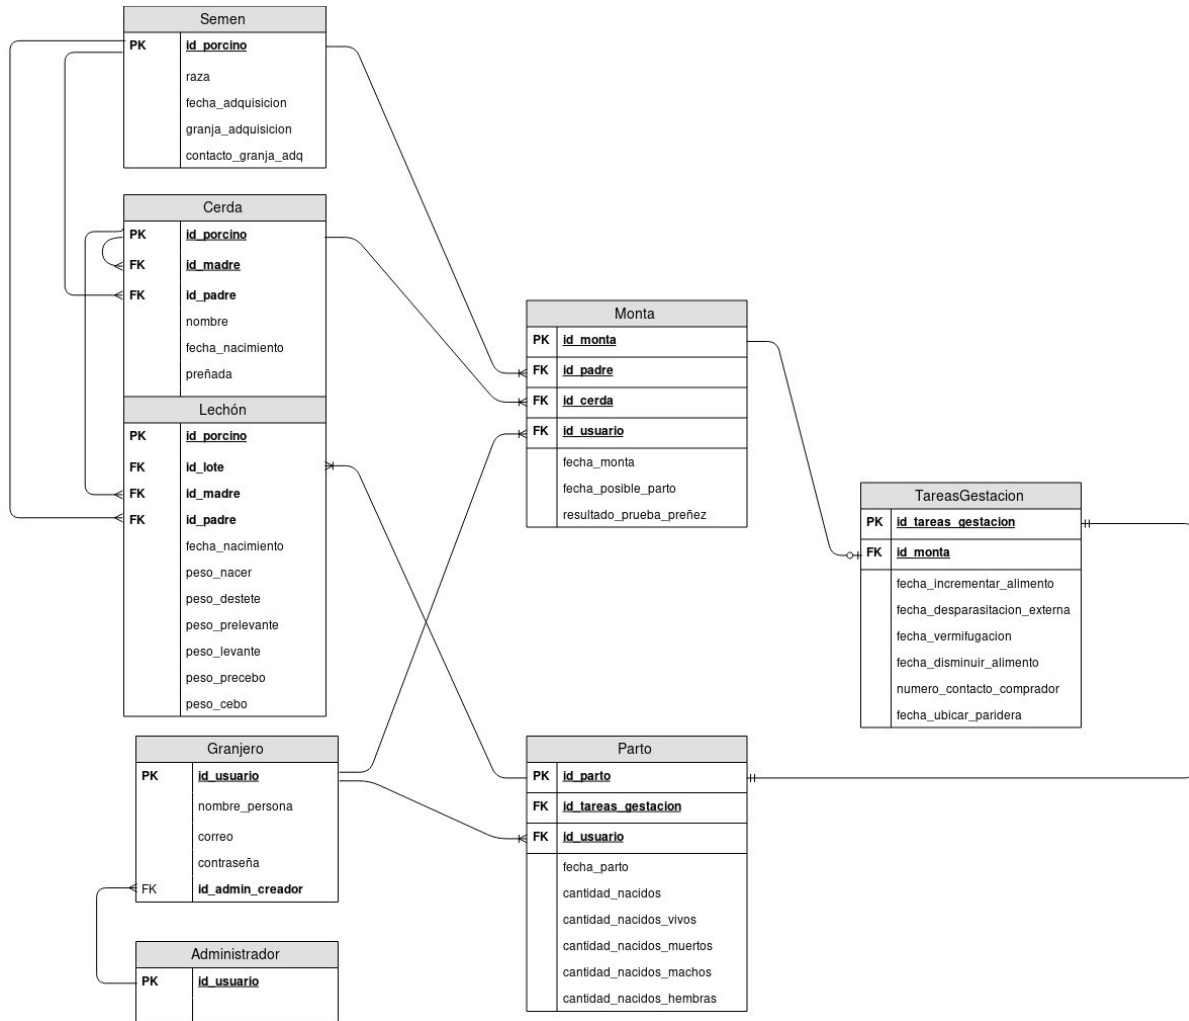 Semen
PK id_porcino
raza
fecha_adquisicion
granja_adquisicion
contacto_granja_adq
Cerda
PK id_porcino
FK id_madre
FK id_padre
nombre
fecha_nacimiento
preñada
Lechón
PK id_porcino
FK id_lote
FK id_madre
FK id_padre
fecha_nacimiento
peso_nacer
peso_destete
peso_prelevante
peso_levante
peso_precebo
peso_cebo
Granjero
PK id_usuario
nombre_persona
correo
contraseña
FK id_admin_creador
Administrador
PK id_usuario
Monta
PK id_monta
FK id_padre
FK id_cerda
FK id_usuario
fecha_monta
fecha_posible_parto
resultado_prueba_preñez
Parto
PK id_parto
FK id_tareas_gestacion
FK id_usuario
fecha_parto
cantidad_nacidos
cantidad_nacidos_vivos
cantidad_nacidos_muertos
cantidad_nacidos_machos
cantidad_nacidos_hembras
TareasGestacion
PK id_tareas_gestacion
FK id_monta
fecha_incrementar_alimento
fecha_desparasitacion_externa
fecha_vermifugacion
fecha_disminuir_alimento
numero_contacto_comprador
fecha_ubicar_paridera